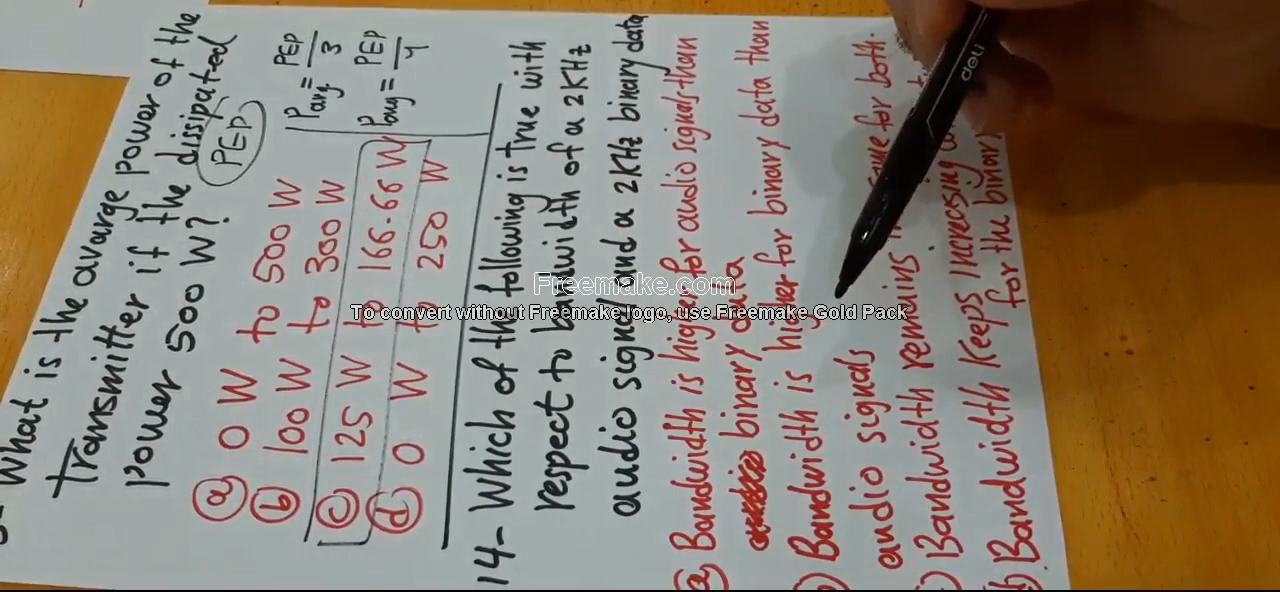 What is the avarge power of the
transmitter if the dissipated
power 500 W? PEP
a 0 W to 500 W
b 100 W to 300 W
c 125 W to 166.66 W
d 0 W to 250 W
Pavg = PEP/3
Pavg = PEP/4
14- Which of the following is true with
respect to bandwidth of a 2KHz
audio signal and a 2KHz binary data
a) Bandwidth is higher for audio signals than
binary data
) Bandwidth is higher for binary data than
audio signals
) Bandwidth remains same for both.
b) Bandwidth keeps increasing
for the binary
deli
Freemake.com
To convert without Freemake logo, use Freemake Gold Pack